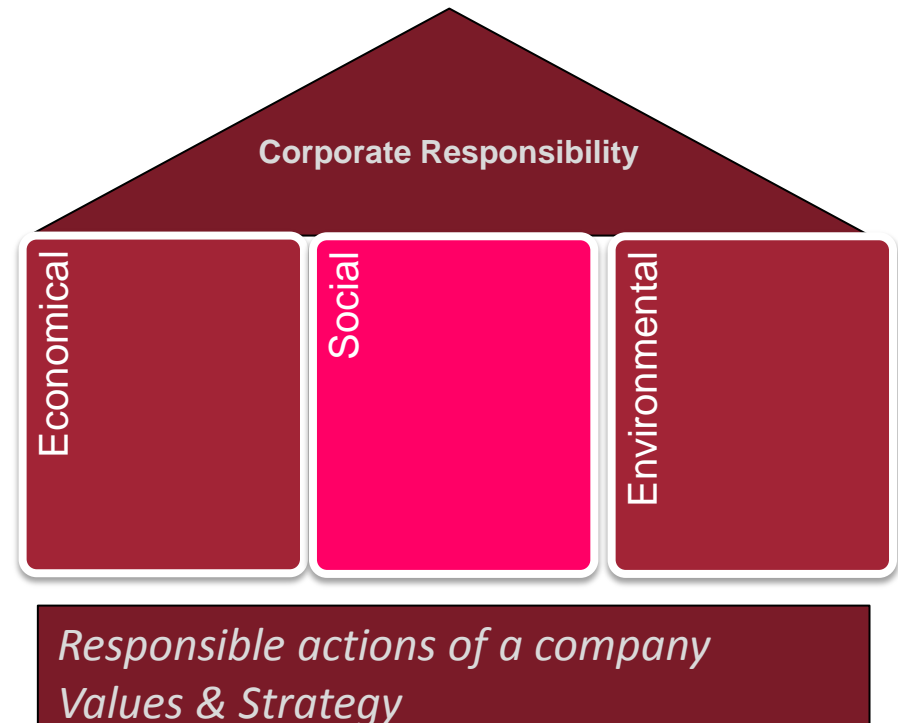 Corporate Responsibility
Economical
Social
Environmental
Responsible actions of a company
Values & Strategy